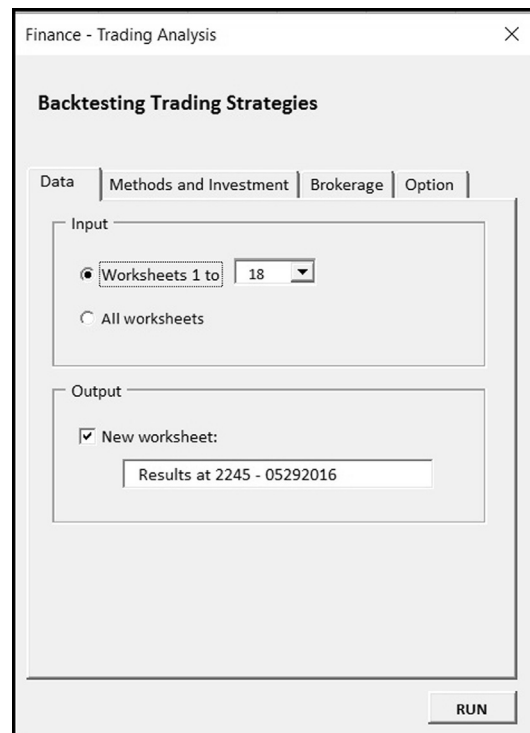 Finance - Trading Analysis
Backtesting Trading Strategies
Data Methods and Investment Brokerage Option
Input
Worksheets 1 to 18
All worksheets
Output
New worksheet:
Results at 2245 - 05292016
RUN